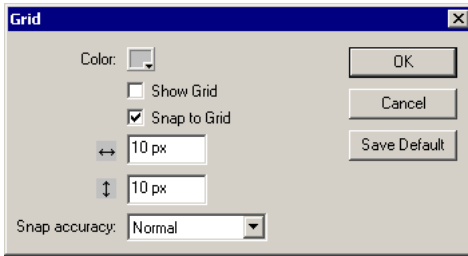 Grid
Color:
OK
Show Grid
Cancel
Snap to Grid
10 px
Save Default
10 px
Snap accuracy: Normal